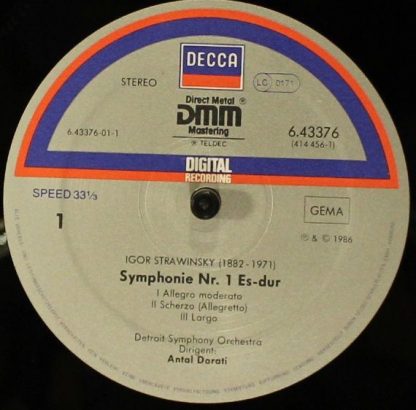 DECCA
STEREO
LC 0171
Direct Metal ®
DMM
Mastering
® TELDEC
6.43376-01-1
6.43376
(414 456-1)
DIGITAL
RECORDING
SPEED 33⅓
1
GEMA
Ⓟ & © 1986
IGOR STRAWINSKY (1882-1971)
Symphonie Nr. 1 Es-dur
I Allegro moderato
II Scherzo (Allegretto)
III Largo
Detroit Symphony Orchestra
Dirigent:
Antal Dorati